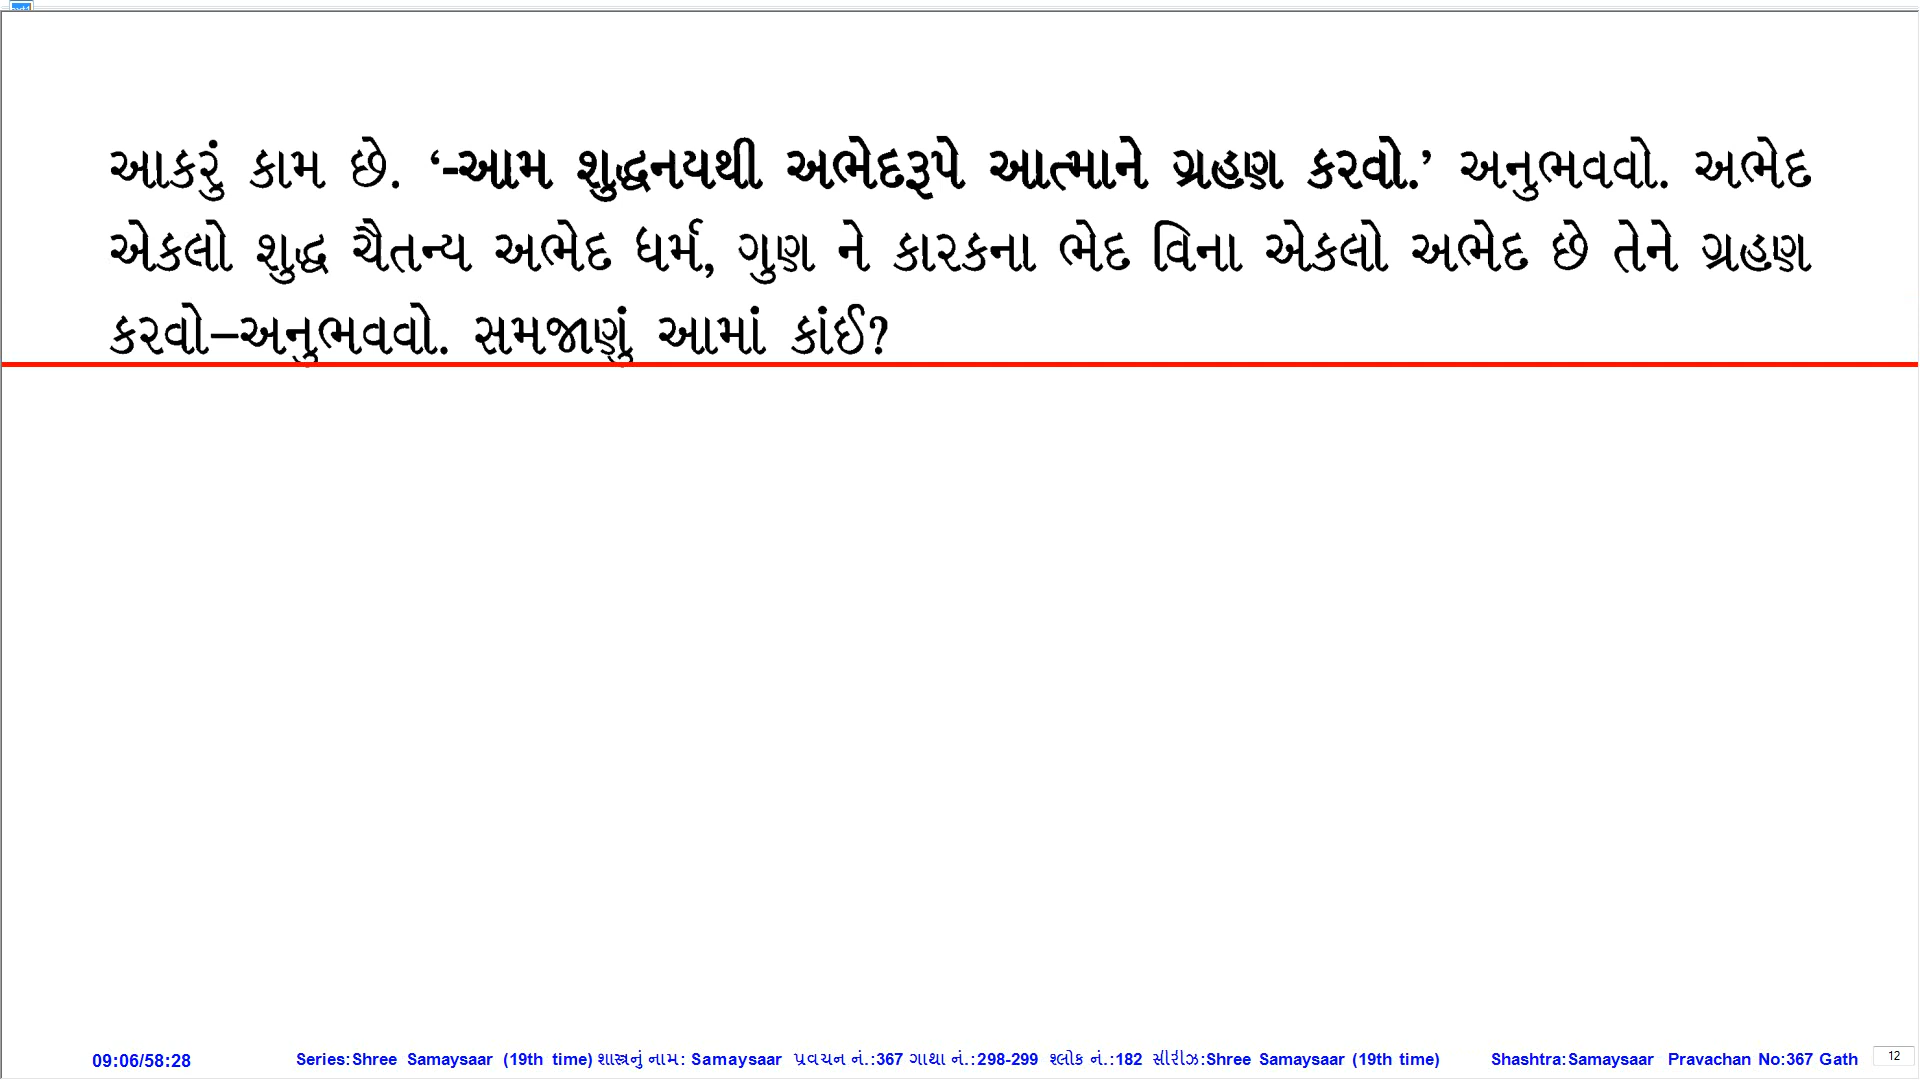 આકરું કામ છે. ‘-આમ શુદ્ધનયથી અભેદરૂપે આત્માને ગ્રહણ કરવો.’ અનુભવવો. અભેદ
એકલો શુદ્ધ ચૈતન્ય અભેદ ધર્મ, ગુણ ને કારકના ભેદ વિના એકલો અભેદ છે તેને ગ્રહણ
કરવો–અનુભવવો. સમજાણું આમાં કાંઈ?
09:06/58:28 Series:Shree Samaysaar (19th time) શાસ્ત્રનું નામ: Samaysaar પ્રવચન નં.:367 ગાથા નં.:298-299 શ્લોક નં.:182 સીરીઝ:Shree Samaysaar (19th time) Shashtra:Samaysaar Pravachan No:367 Gath 12